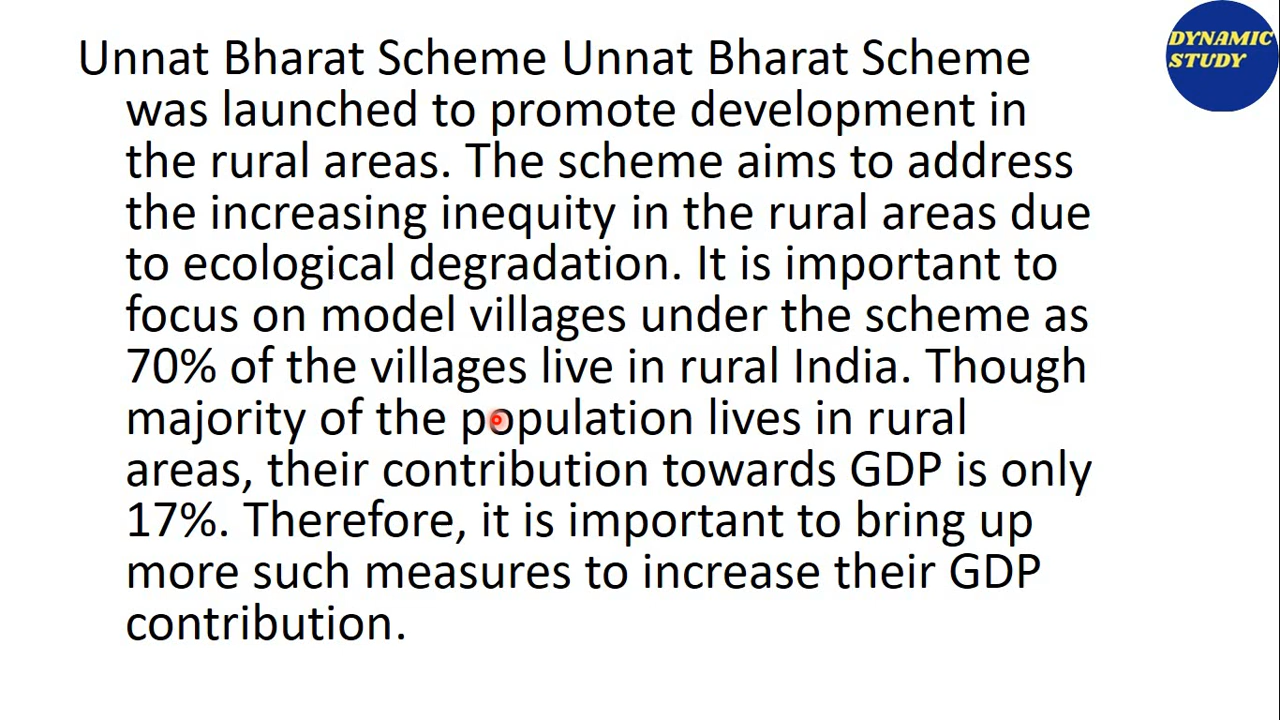 DYNAMIC
STUDY
Unnat Bharat Scheme Unnat Bharat Scheme
was launched to promote development in
the rural areas. The scheme aims to address
the increasing inequity in the rural areas due
to ecological degradation. It is important to
focus on model villages under the scheme as
70% of the villages live in rural India. Though
majority of the population lives in rural
areas, their contribution towards GDP is only
17%. Therefore, it is important to bring up
more such measures to increase their GDP
contribution.